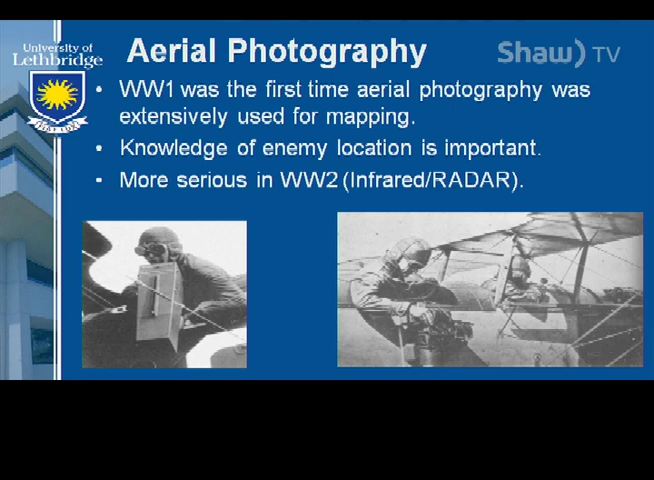 University of
Lethbridge
Aerial Photography
Shaw) TV
• WW1 was the first time aerial photography was
extensively used for mapping.
• Knowledge of enemy location is important.
• More serious in WW2 (Infrared/RADAR).